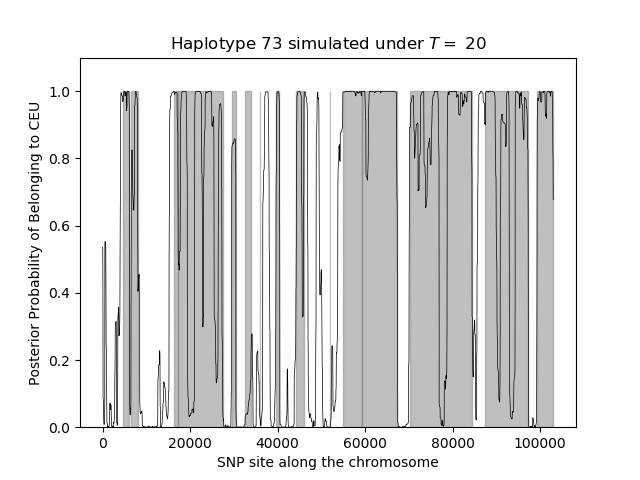 Haplotype 73 simulated under T = 20
Posterior Probability of Belonging to CEU
1.0
0.8
0.6
0.4
0.2
0.0
0 20000 40000 60000 80000 100000
SNP site along the chromosome